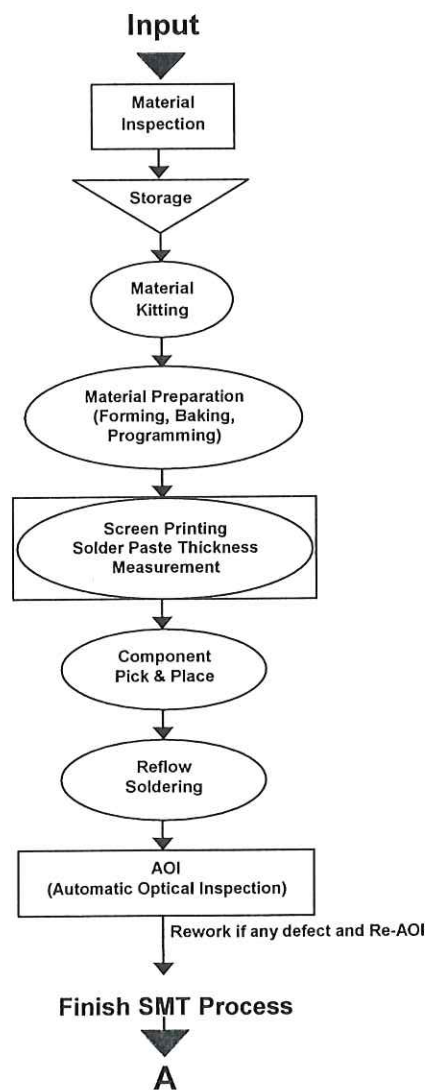 Input
Material
Inspection
Storage
Material
Kitting
Material Preparation
(Forming, Baking,
Programming)
Screen Printing
Solder Paste Thickness
Measurement
Component
Pick & Place
Reflow
Soldering
AOI
(Automatic Optical Inspection)
Rework if any defect and Re-AOI
Finish SMT Process
A